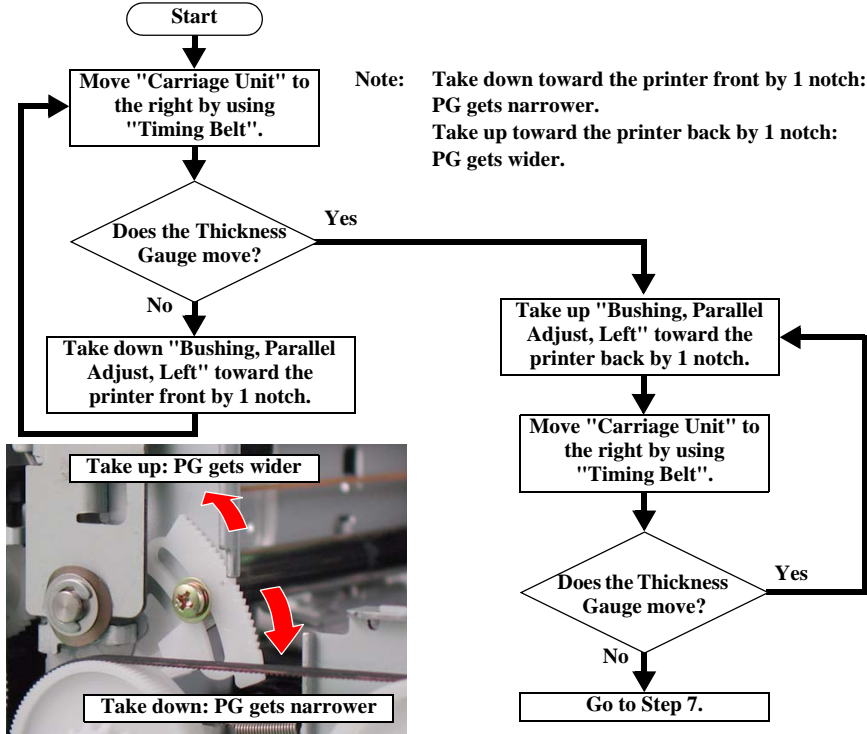 Start
Move "Carriage Unit" to
the right by using
"Timing Belt".
Note: Take down toward the printer front by 1 notch:
PG gets narrower.
Take up toward the printer back by 1 notch:
PG gets wider.
Does the Thickness
Gauge move?
Yes
No
Take down "Bushing, Parallel
Adjust, Left" toward the
printer front by 1 notch.
Take up: PG gets wider
Take down: PG gets narrower
Take up "Bushing, Parallel
Adjust, Left" toward the
printer back by 1 notch.
Move "Carriage Unit" to
the right by using
"Timing Belt".
Does the Thickness
Gauge move?
Yes
No
Go to Step 7.